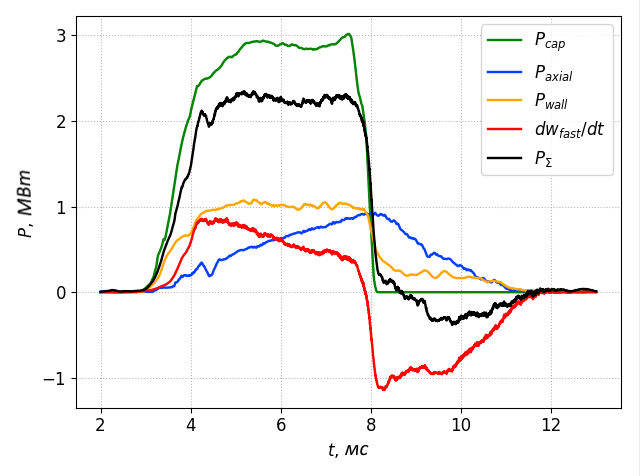 3
2
1
0
−1
P, МВт
2
4
6
8
10
12
t, мс
P_cap
P_axial
P_wall
dw_fast/dt
P_Σ